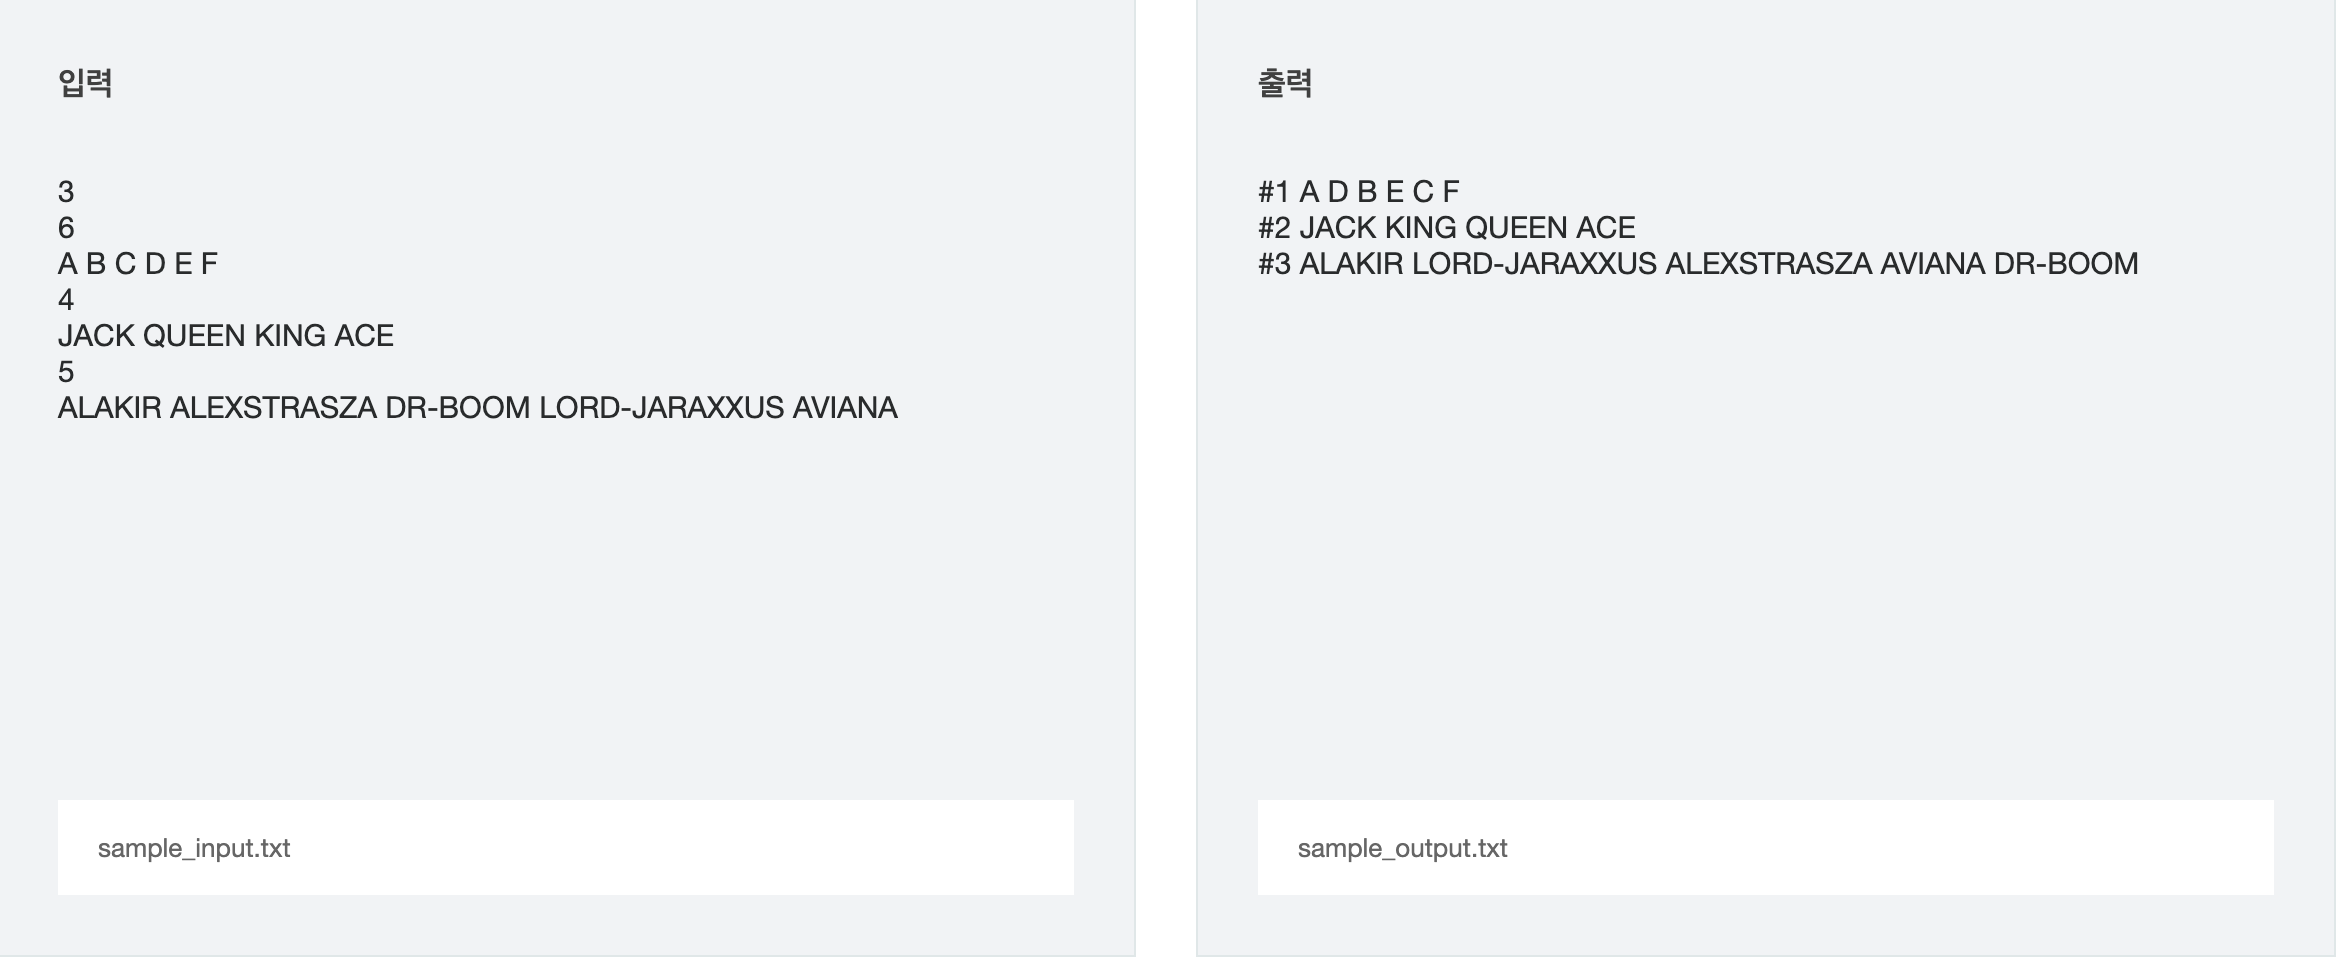 입력
3
6
A B C D E F
4
JACK QUEEN KING ACE
5
ALAKIR ALEXSTRASZA DR-BOOM LORD-JARAXXUS AVIANA
sample_input.txt
출력
#1 A D B E C F
#2 JACK KING QUEEN ACE
#3 ALAKIR LORD-JARAXXUS ALEXSTRASZA AVIANA DR-BOOM
sample_output.txt